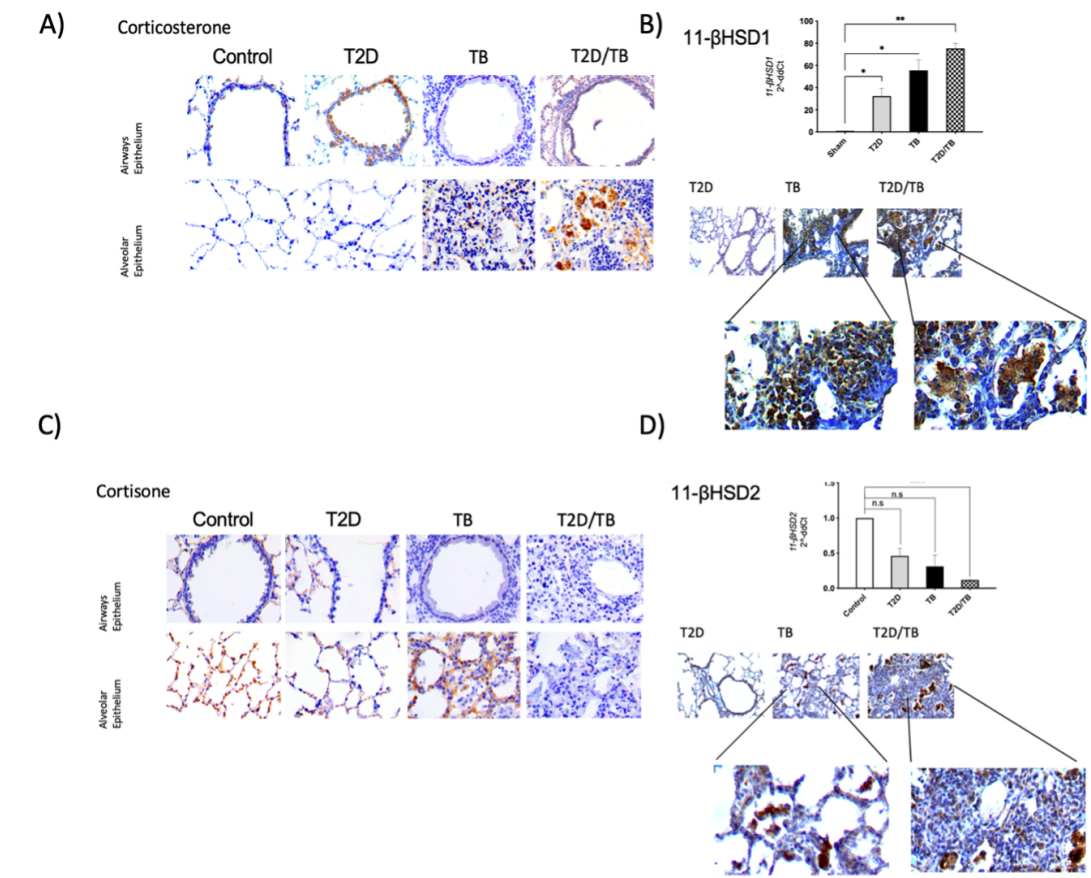 A)
Corticosterone
Control T2D TB T2D/TB
Airways
Epithelium
Alveolar
Epithelium
B)
11-βHSD1
11-βHSD1
2^-ddCt
100
80
60
40
20
0
**
*
*
Sham T2D TB T2D/TB
T2D TB T2D/TB
C)
Cortisone
Control T2D TB T2D/TB
Airways
Epithelium
Alveolar
Epithelium
D)
11-βHSD2
11-βHSD2
2^-ddCt
1.5
1.0
0.5
0.0
n.s
n.s
Control T2D TB T2D/TB
T2D TB T2D/TB